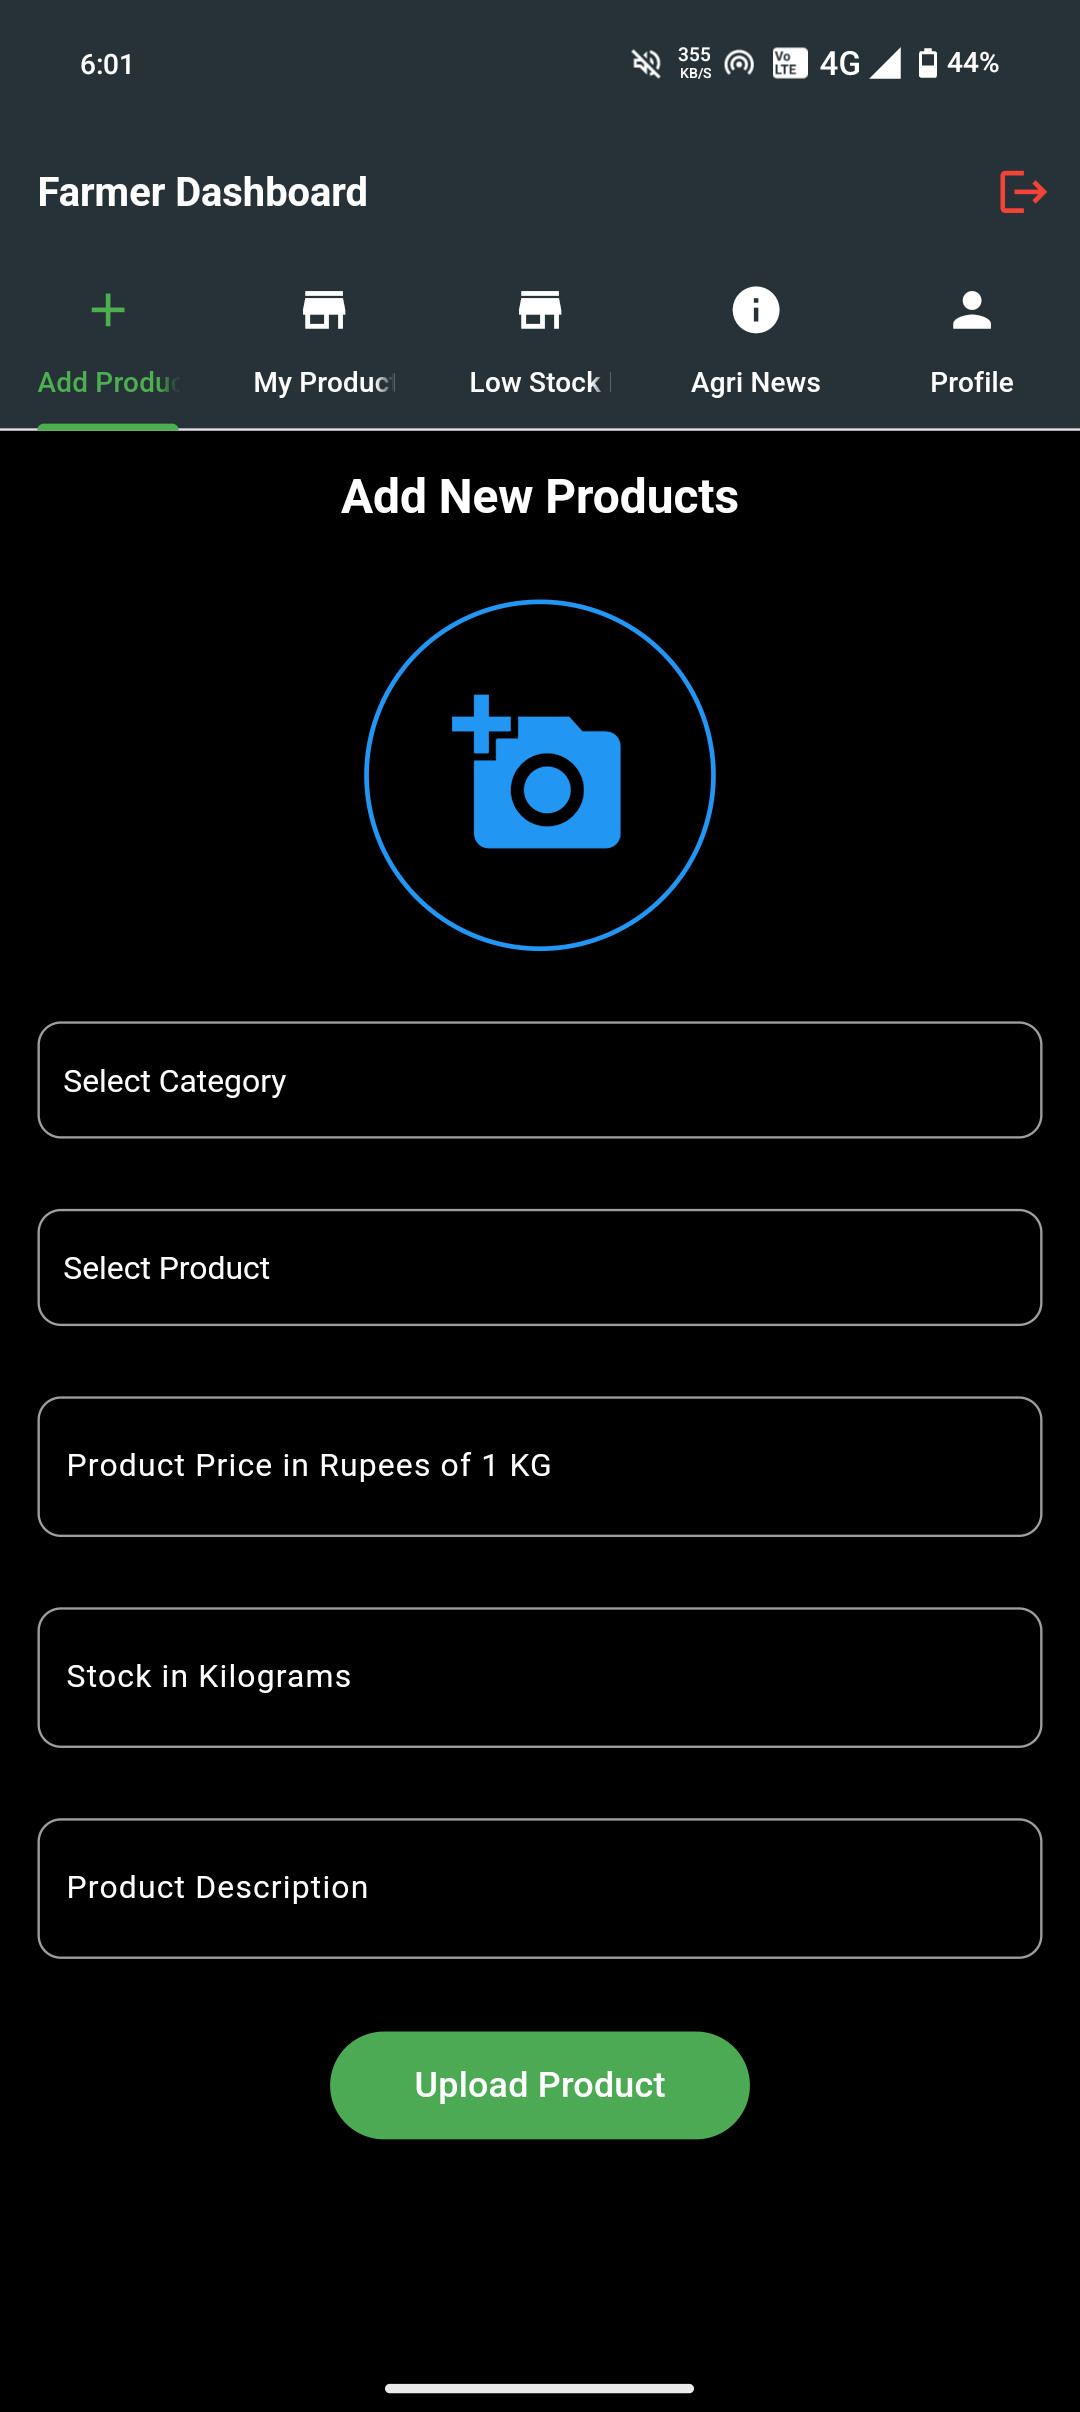 6:01
355
KB/S
Vo
LTE
4G
44%
Farmer Dashboard
Add Produc
My Product
Low Stock
Agri News
Profile
Add New Products
Select Category
Select Product
Product Price in Rupees of 1 KG
Stock in Kilograms
Product Description
Upload Product